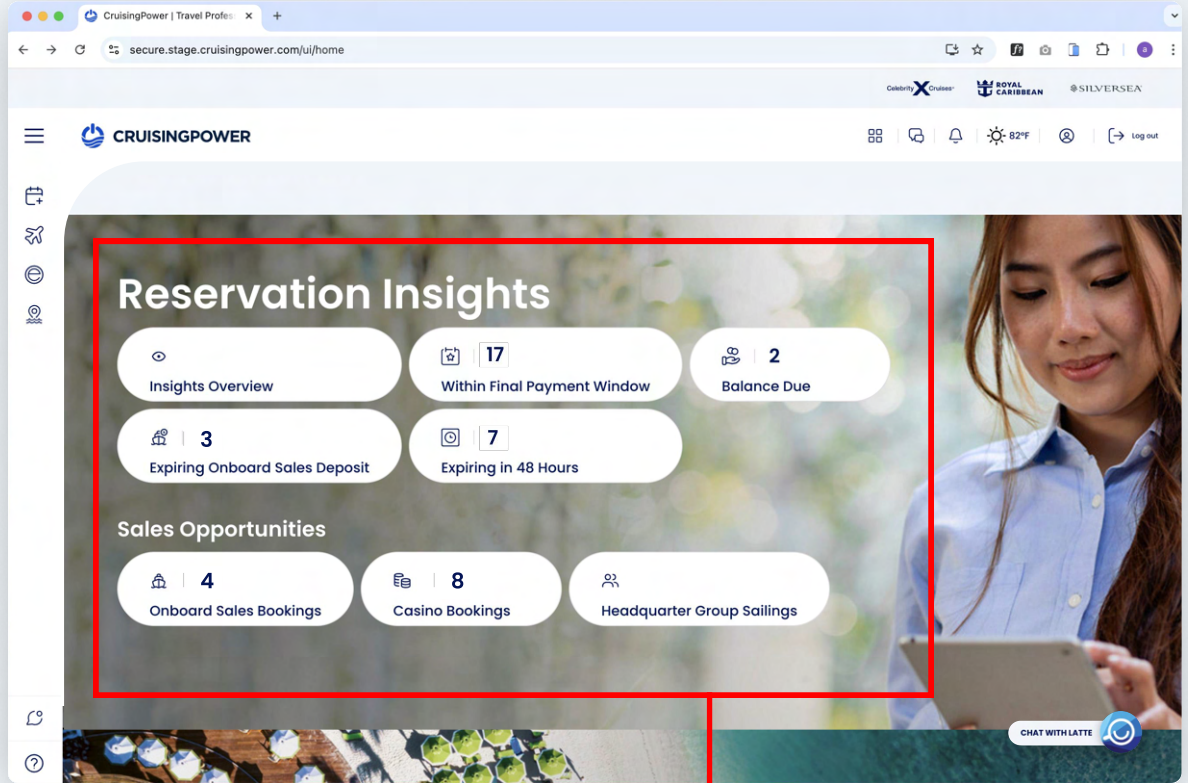 CruisingPower | Travel Profes
secure.stage.cruisingpower.com/ui/home
a
Celebrity X Cruises
ROYAL
CARIBBEAN
SILVERSEA
CRUISINGPOWER
82°F
Log out
Reservation Insights
Insights Overview
17
Within Final Payment Window
2
Balance Due
3
Expiring Onboard Sales Deposit
7
Expiring in 48 Hours
Sales Opportunities
4
Onboard Sales Bookings
8
Casino Bookings
Headquarter Group Sailings
CHAT WITH LATTE